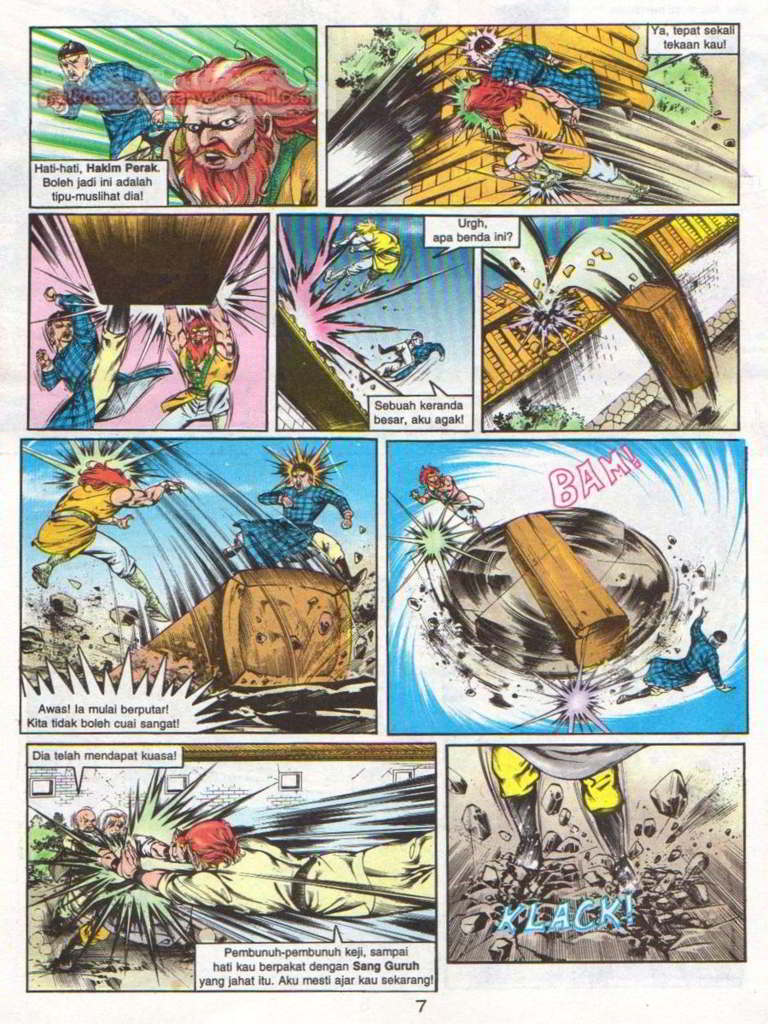 Hati-hati, Hakim Perak.
Boleh jadi ini adalah
tipu-muslihat dia!
Ya, tepat sekali
tekaan kau!
Urgh,
apa benda ini?
Sebuah keranda
besar, aku agak!
Awas! Ia mulai berputar!
Kita tidak boleh cuai sangat!
BAM!
Dia telah mendapat kuasa!
Pembunuh-pembunuh keji, sampai
hati kau berpakat dengan Sang Guruh
yang jahat itu. Aku mesti ajar kau sekarang!
KLACK!
7